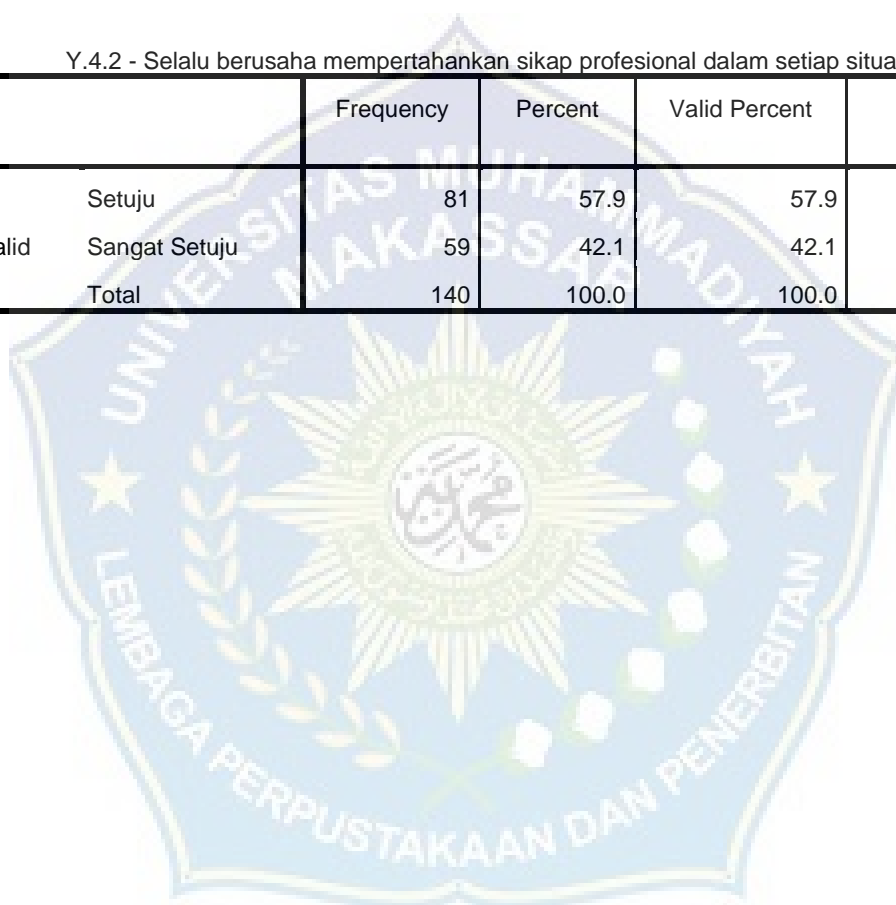 Y.4.2 - Selalu berusaha mempertahankan sikap profesional dalam setiap situa
Frequency Percent Valid Percent
Setuju 81 57.9 57.9
alid Sangat Setuju 59 42.1 42.1
Total 140 100.0 100.0
UNIVERSITAS MUHAMMADIYAH
MAKASSAR
LEMBAGA PERPUSTAKAAN DAN PENERBITAN